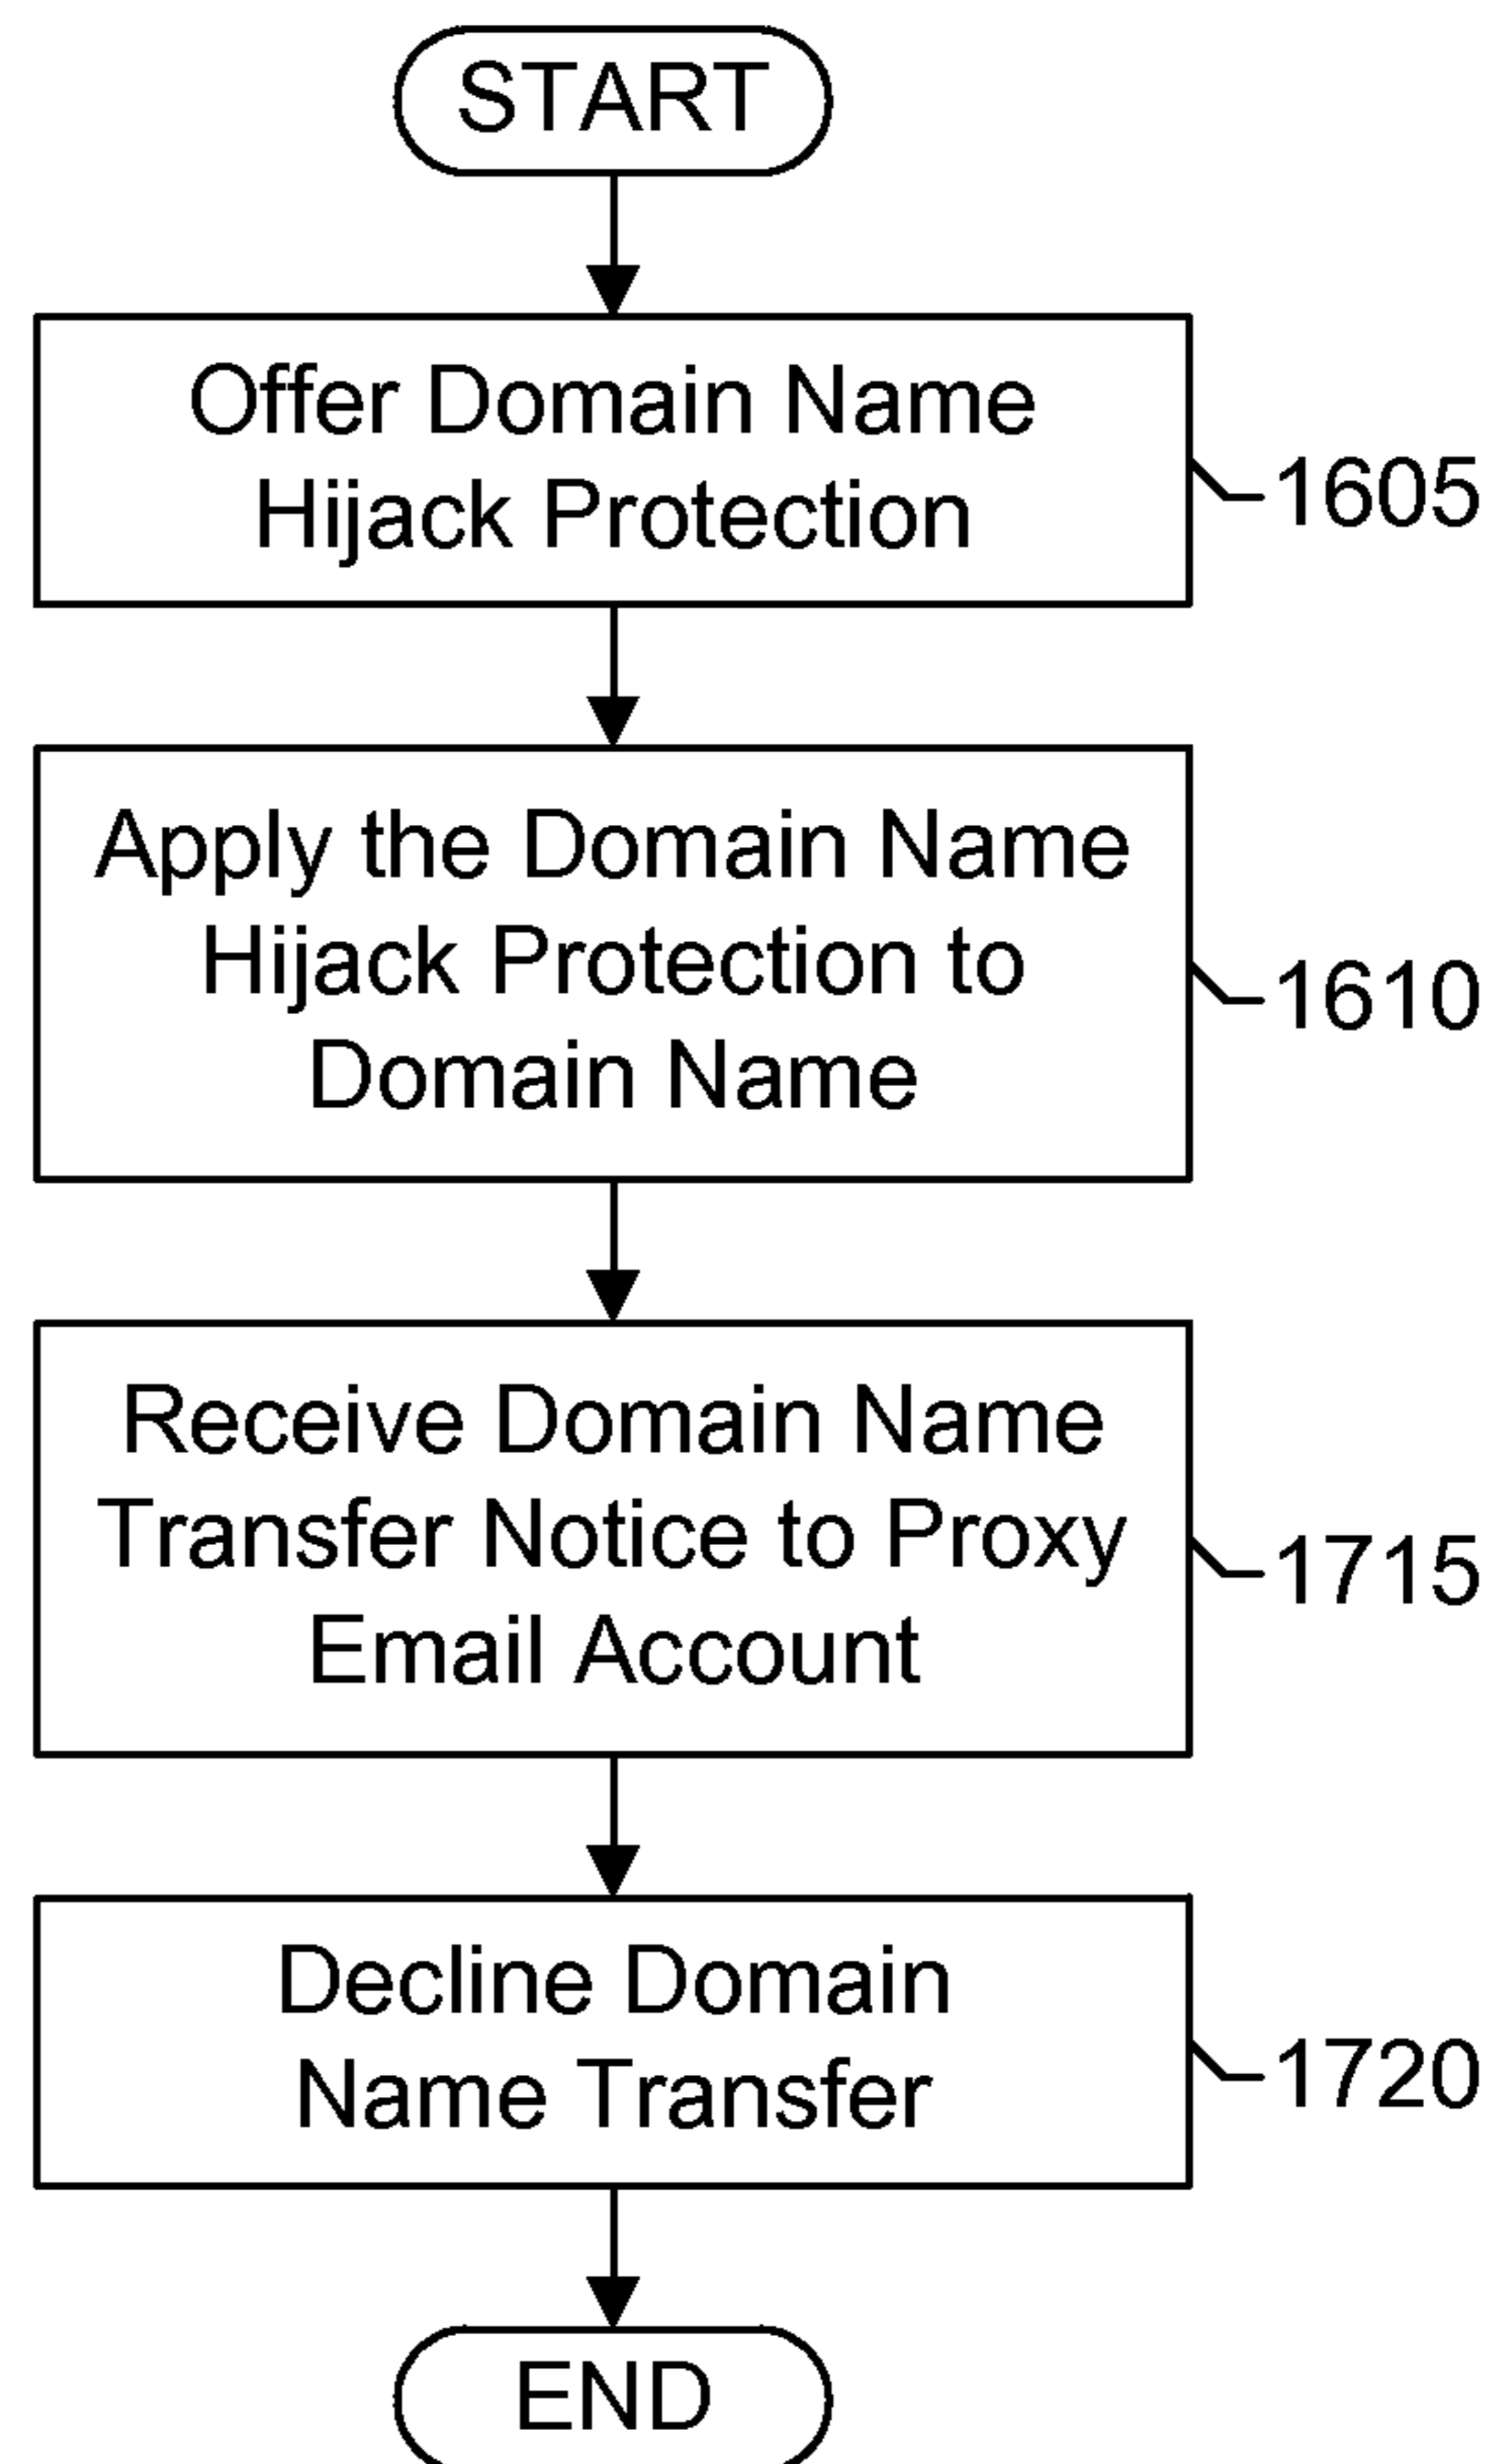 START
Offer Domain Name
Hijack Protection
1605
Apply the Domain Name
Hijack Protection to
Domain Name
1610
Receive Domain Name
Transfer Notice to Proxy
Email Account
1715
Decline Domain
Name Transfer
1720
END